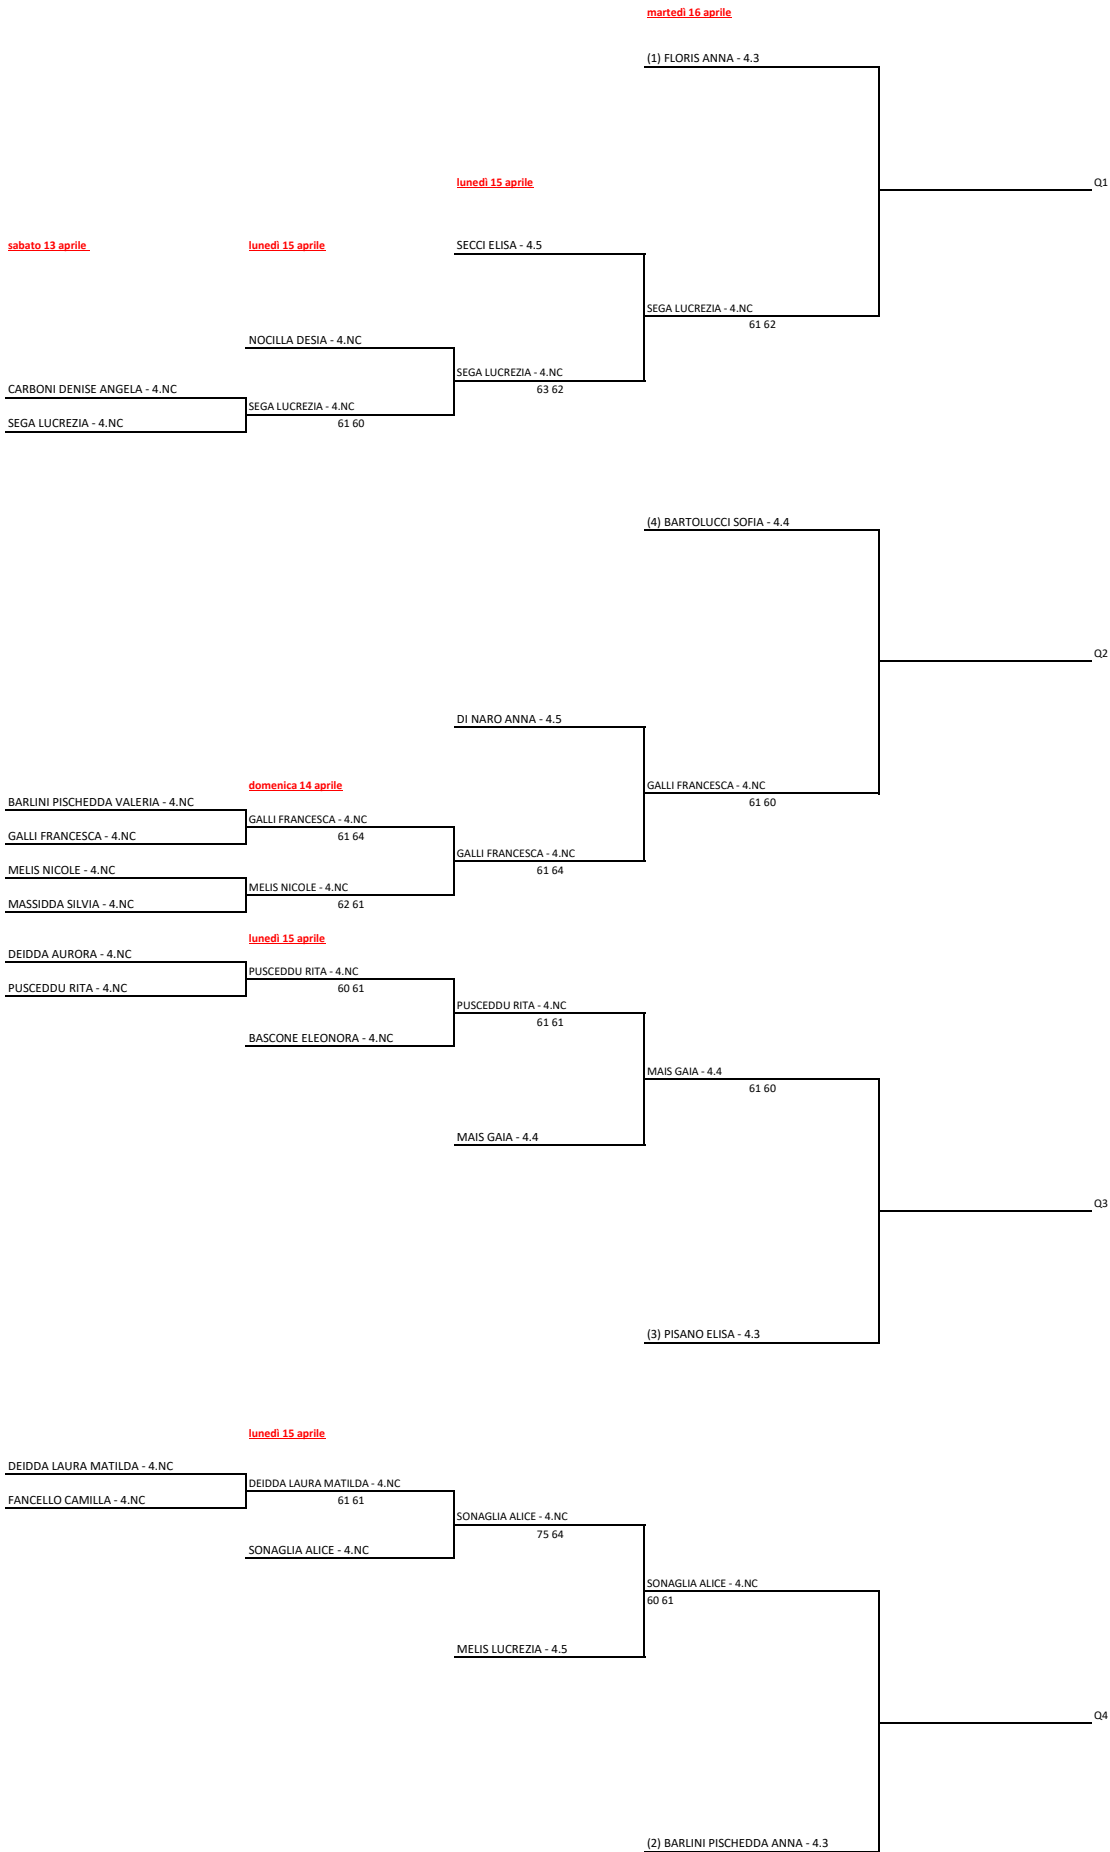 martedì 16 aprile
(1) FLORIS ANNA - 4.3
lunedì 15 aprile
Q1
sabato 13 aprile
lunedì 15 aprile
SECCI ELISA - 4.5
SEGA LUCREZIA - 4.NC
61 62
NOCILLA DESIA - 4.NC
SEGA LUCREZIA - 4.NC
63 62
CARBONI DENISE ANGELA - 4.NC
SEGA LUCREZIA - 4.NC
61 60
SEGA LUCREZIA - 4.NC
(4) BARTOLUCCI SOFIA - 4.4
Q2
DI NARO ANNA - 4.5
domenica 14 aprile
GALLI FRANCESCA - 4.NC
61 60
BARLINI PISCHEDDA VALERIA - 4.NC
GALLI FRANCESCA - 4.NC
61 64
GALLI FRANCESCA - 4.NC
GALLI FRANCESCA - 4.NC
61 64
MELIS NICOLE - 4.NC
MELIS NICOLE - 4.NC
62 61
MASSIDDA SILVIA - 4.NC
lunedì 15 aprile
DEIDDA AURORA - 4.NC
PUSCEDDU RITA - 4.NC
60 61
PUSCEDDU RITA - 4.NC
PUSCEDDU RITA - 4.NC
61 61
BASCONE ELEONORA - 4.NC
MAIS GAIA - 4.4
61 60
MAIS GAIA - 4.4
Q3
(3) PISANO ELISA - 4.3
lunedì 15 aprile
DEIDDA LAURA MATILDA - 4.NC
DEIDDA LAURA MATILDA - 4.NC
61 61
FANCELLO CAMILLA - 4.NC
SONAGLIA ALICE - 4.NC
75 64
SONAGLIA ALICE - 4.NC
SONAGLIA ALICE - 4.NC
60 61
MELIS LUCREZIA - 4.5
Q4
(2) BARLINI PISCHEDDA ANNA - 4.3